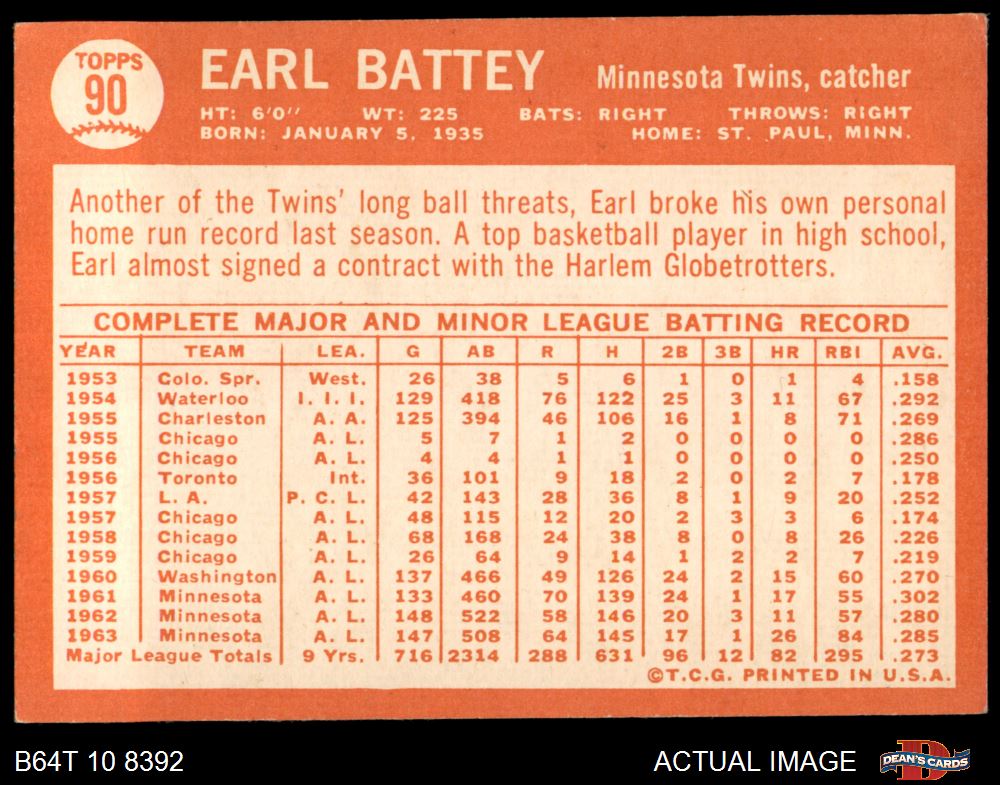 TOPPS
90
EARL BATTEY Minnesota Twins, catcher
HT: 6'0" WT: 225 BATS: RIGHT THROWS: RIGHT
BORN: JANUARY 5, 1935 HOME: ST. PAUL, MINN.
Another of the Twins' long ball threats, Earl broke his own personal
home run record last season. A top basketball player in high school,
Earl almost signed a contract with the Harlem Globetrotters.
COMPLETE MAJOR AND MINOR LEAGUE BATTING RECORD
YEAR TEAM LEA. G AB R H 2B 3B HR RBI AVG.
1953 Colo. Spr. West. 26 38 5 6 1 0 1 4 .158
1954 Waterloo I. I. I. 129 418 76 122 25 3 11 67 .292
1955 Charleston A. A. 125 394 46 106 16 1 8 71 .269
1955 Chicago A. L. 5 7 1 2 0 0 0 0 .286
1956 Chicago A. L. 4 4 1 1 0 0 0 0 .250
1956 Toronto Int. 36 101 9 18 2 0 2 7 .178
1957 L. A. P. C. L. 42 143 28 36 8 1 9 20 .252
1957 Chicago A. L. 48 115 12 20 2 3 3 6 .174
1958 Chicago A. L. 68 168 24 38 8 0 8 26 .226
1959 Chicago A. L. 26 64 9 14 1 2 2 7 .219
1960 Washington A. L. 137 466 49 126 24 2 15 60 .270
1961 Minnesota A. L. 133 460 70 139 24 1 17 55 .302
1962 Minnesota A. L. 148 522 58 146 20 3 11 57 .280
1963 Minnesota A. L. 147 508 64 145 17 1 26 84 .285
Major League Totals 9 Yrs. 716 2314 288 631 96 12 82 295 .273
©T.C.G. PRINTED IN U.S.A.
B64T 10 8392 ACTUAL IMAGE DEAN'S CARDS